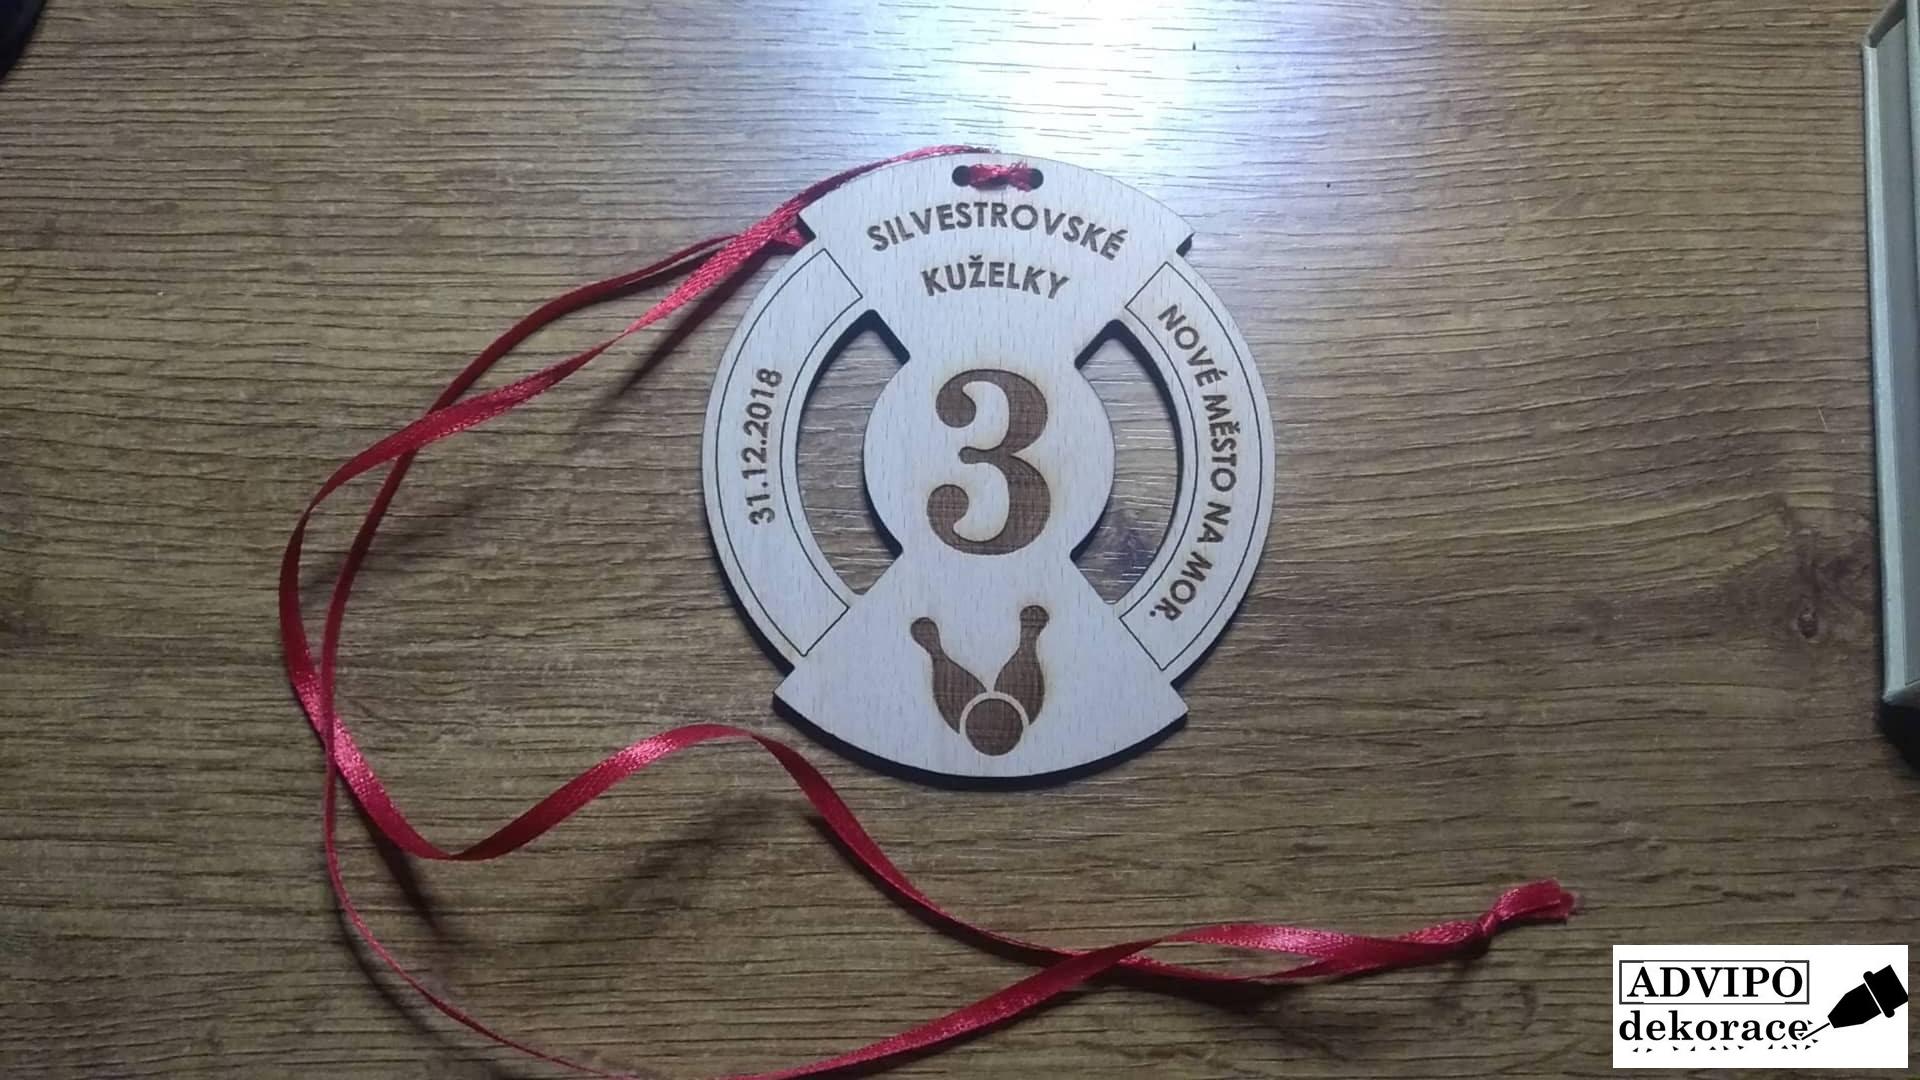 SILVESTROVSKÉ
KUŽELKY
31.12.2018
3
NOVÉ MĚSTO NA MOR.
ADVIPO
dekorace